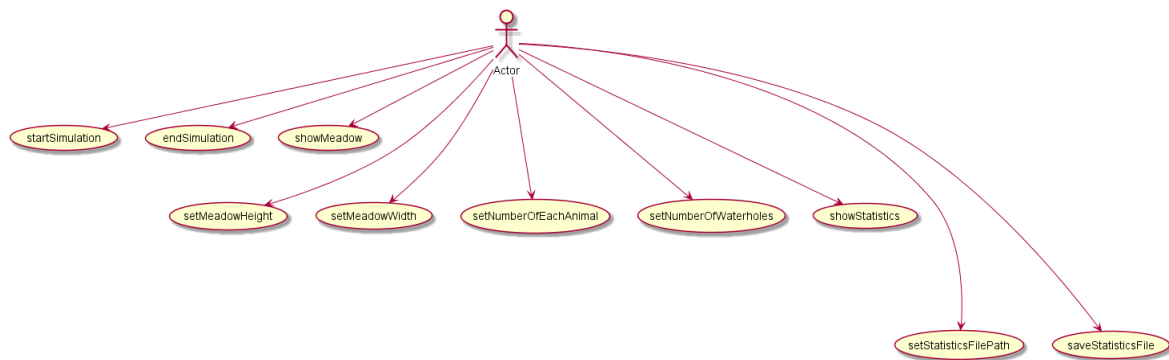 Actor
startSimulation
endSimulation
showMeadow
setMeadowHeight
setMeadowWidth
setNumberOfEachAnimal
setNumberOfWaterholes
showStatistics
setStatisticsFilePath
saveStatisticsFile